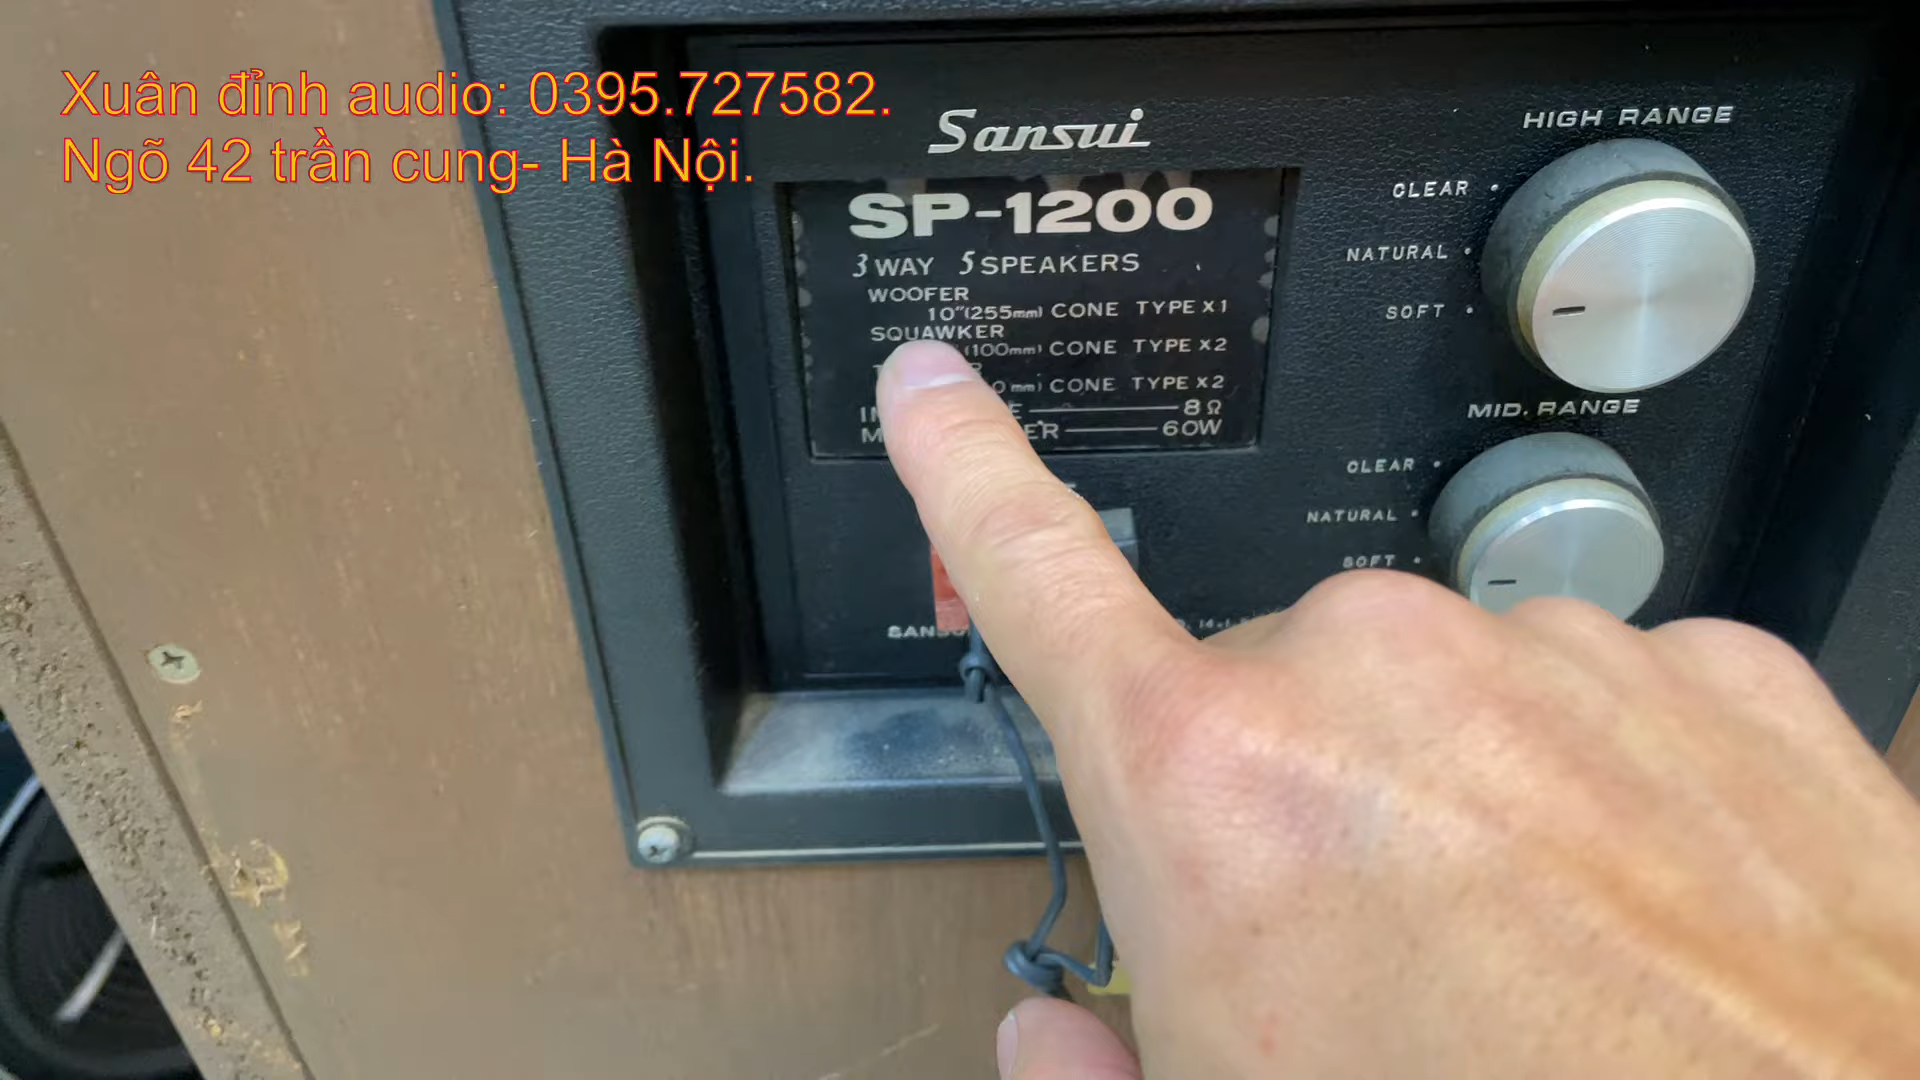 Xuân đỉnh audio: 0395.727582.
Ngõ 42 trần cung- Hà Nội.
Sansui
SP-1200
3 WAY 5 SPEAKERS
WOOFER
10"(255mm) CONE TYPE X1
SQUAWKER
(100mm) CONE TYPE X2
mm) CONE TYPE X2
8Ω
60W
HIGH RANGE
CLEAR
NATURAL
SOFT
MID. RANGE
CLEAR
NATURAL
SOFT